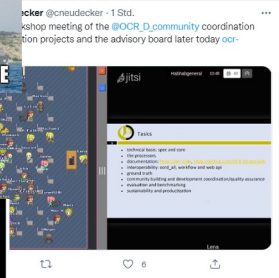 ecker @cneudecker · 1 Std.
kshop meeting of the @OCR_D_community coordination
tion projects and the advisory board later today ocr-
E
jitsi
Tasks
technical basis: spec and core
the processors
documentation:
interoperability: ocrd_all, workflow and web api
ground truth
community building and development coordination/quality assurance
evaluation and benchmarking
sustainability and productization
Lena
6